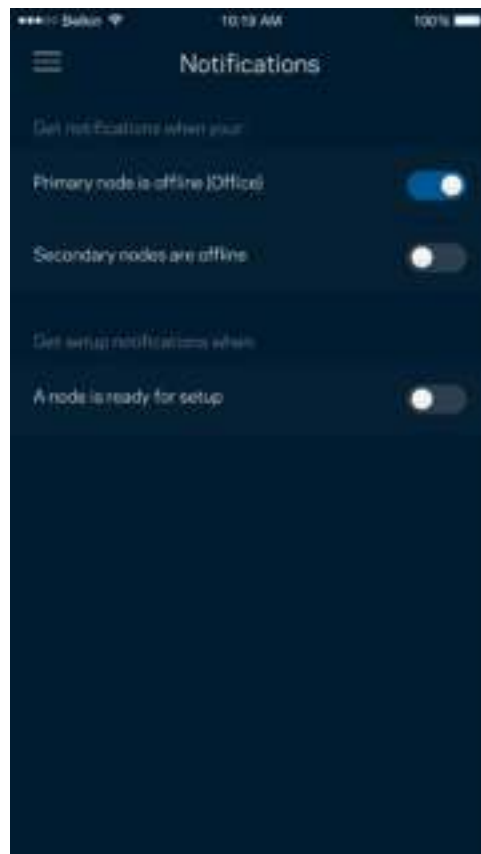 Belkin 10:19 AM 100%
Notifications
Get notifications when your:
Primary node is offline (Office)
Secondary nodes are offline
Get setup notifications when:
A node is ready for setup